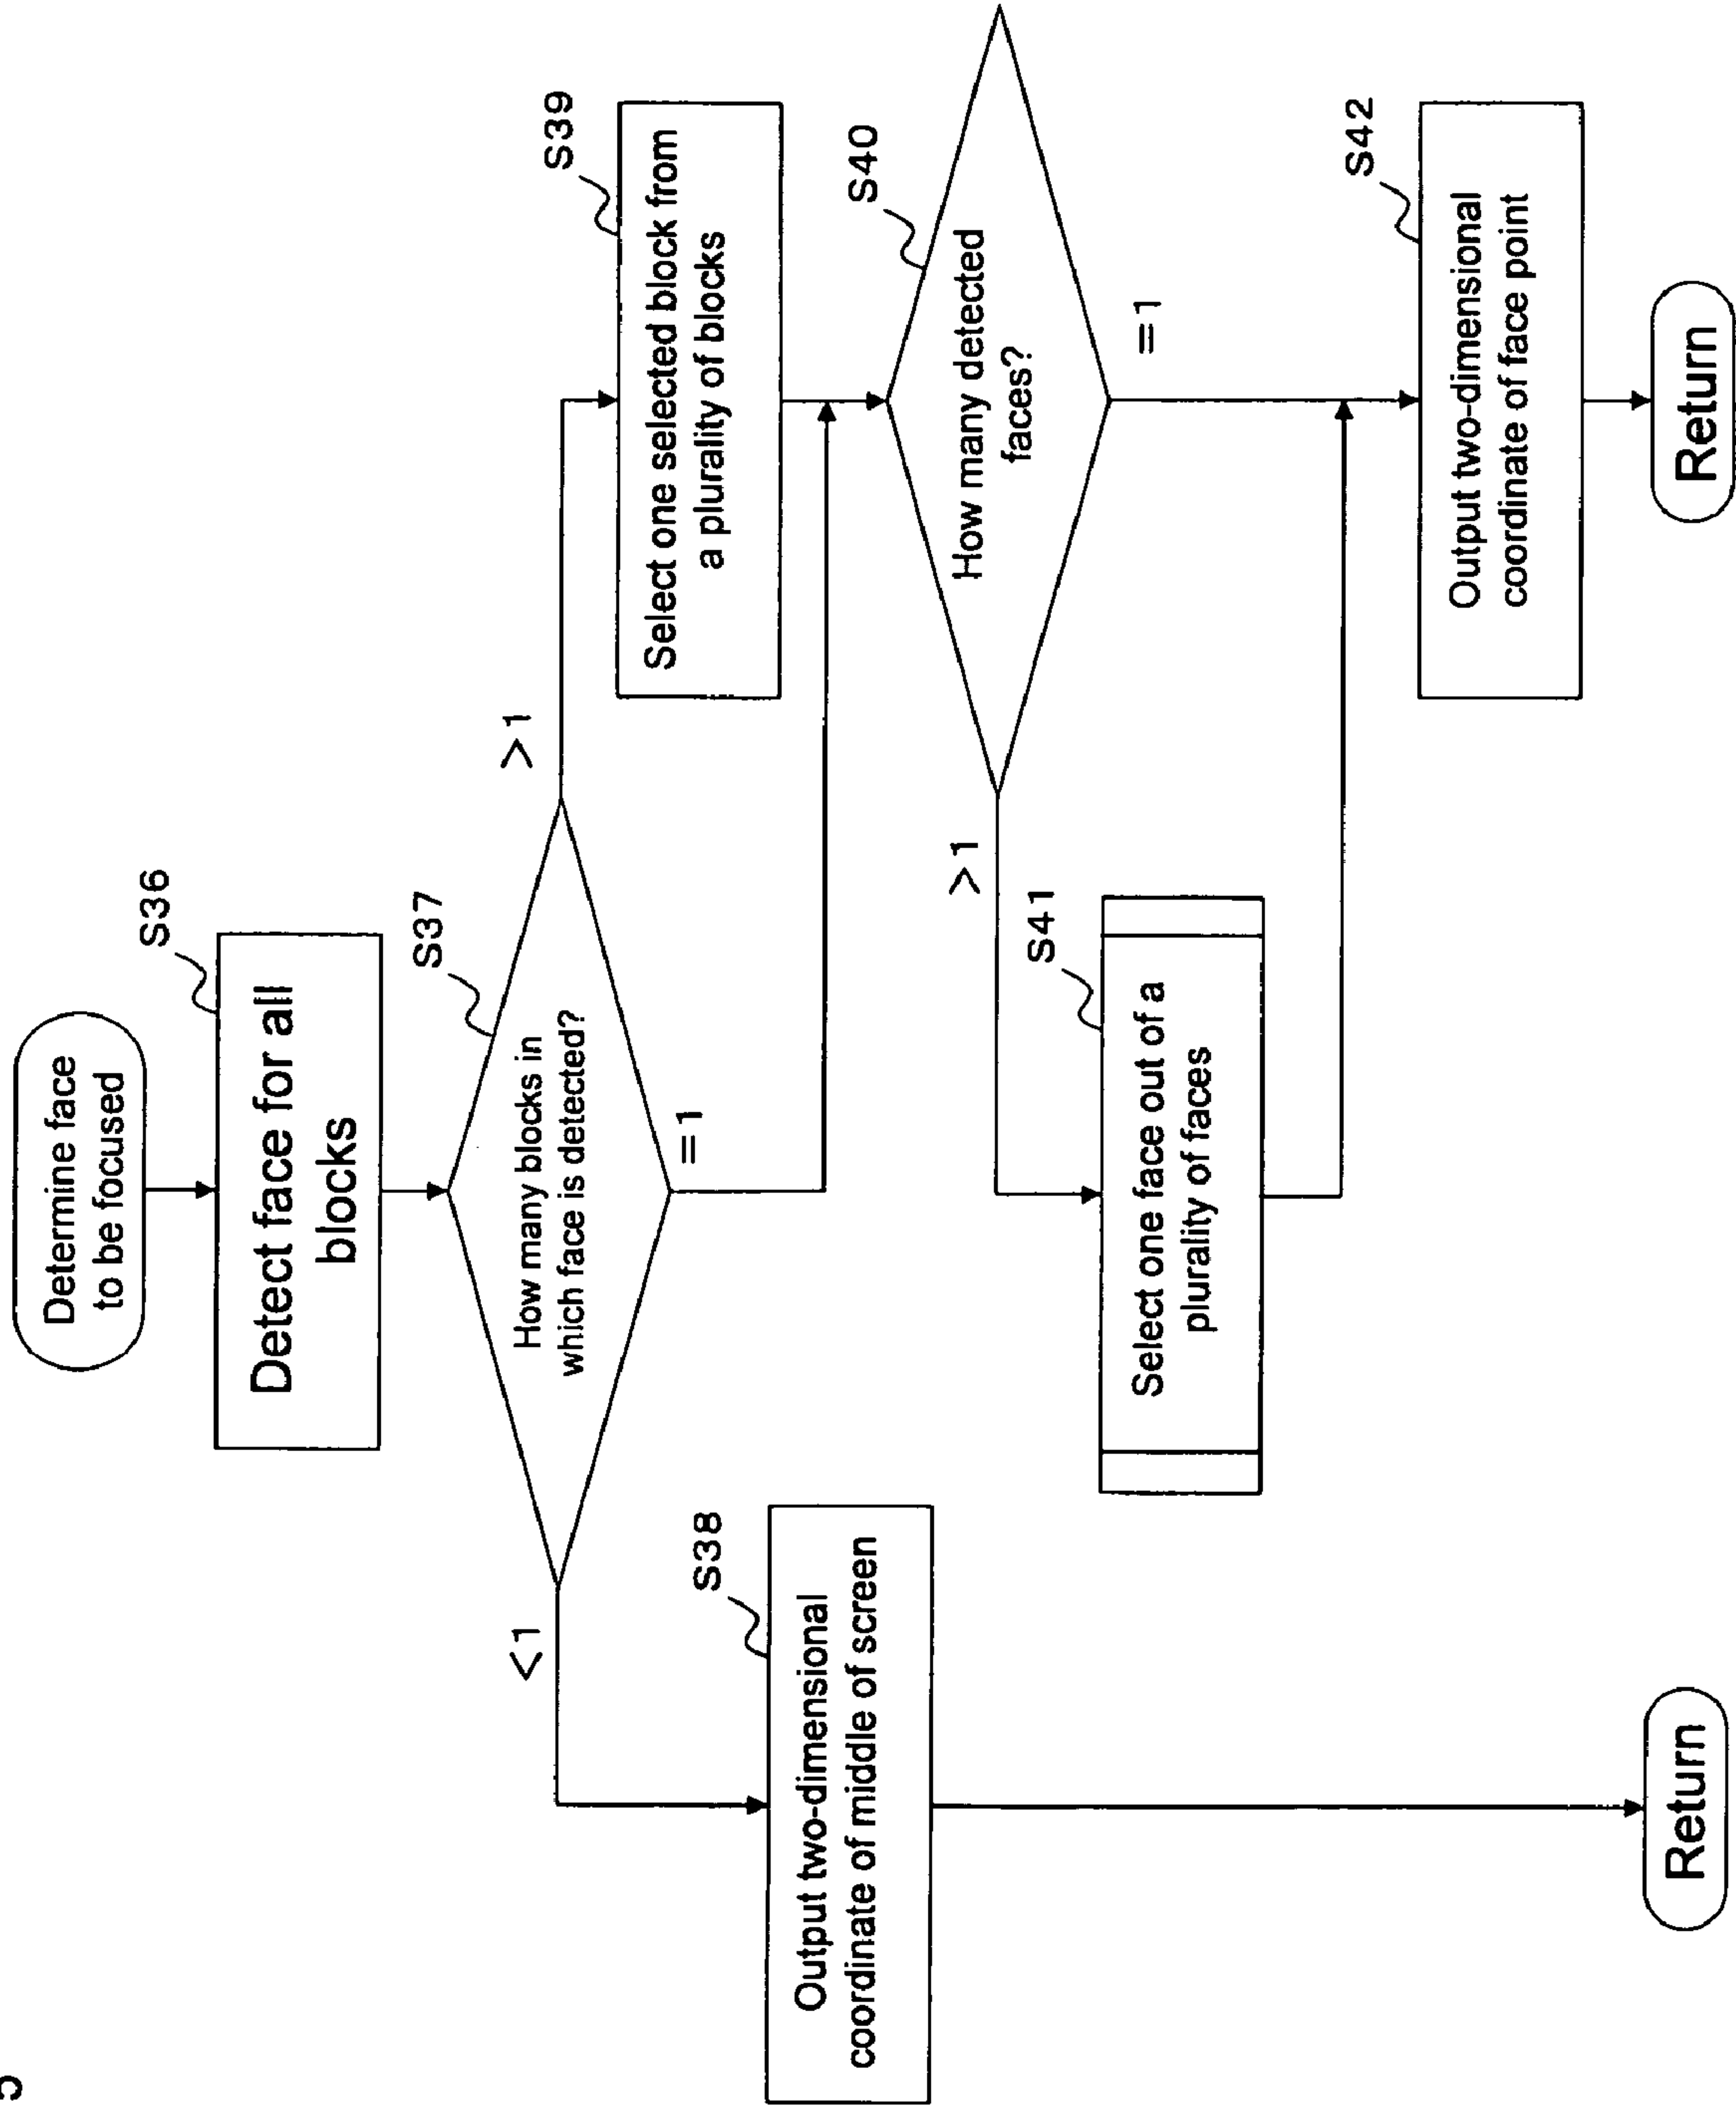 Determine face
to be focused
S36
Detect face for all
blocks
S37
How many blocks in
which face is detected?
<1
=1
>1
S38
Output two-dimensional
coordinate of middle of screen
Return
S39
Select one selected block from
a plurality of blocks
S40
How many detected
faces?
>1
=1
S41
Select one face out of a
plurality of faces
S42
Output two-dimensional
coordinate of face point
Return